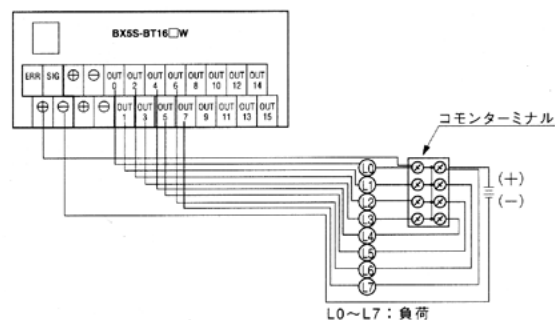 BX5S-BT16□W
ERR SIG ⊕ ⊖ OUT 0 OUT 2 OUT 4 OUT 6 OUT 8 OUT 10 OUT 12 OUT 14
⊕ ⊖ ⊕ ⊖ OUT 1 OUT 3 OUT 5 OUT 7 OUT 9 OUT 11 OUT 13 OUT 15
コモンターミナル
L0
L1
L2
L3
L4
L5
L6
L7
(+)
(−)
L0～L7：負荷